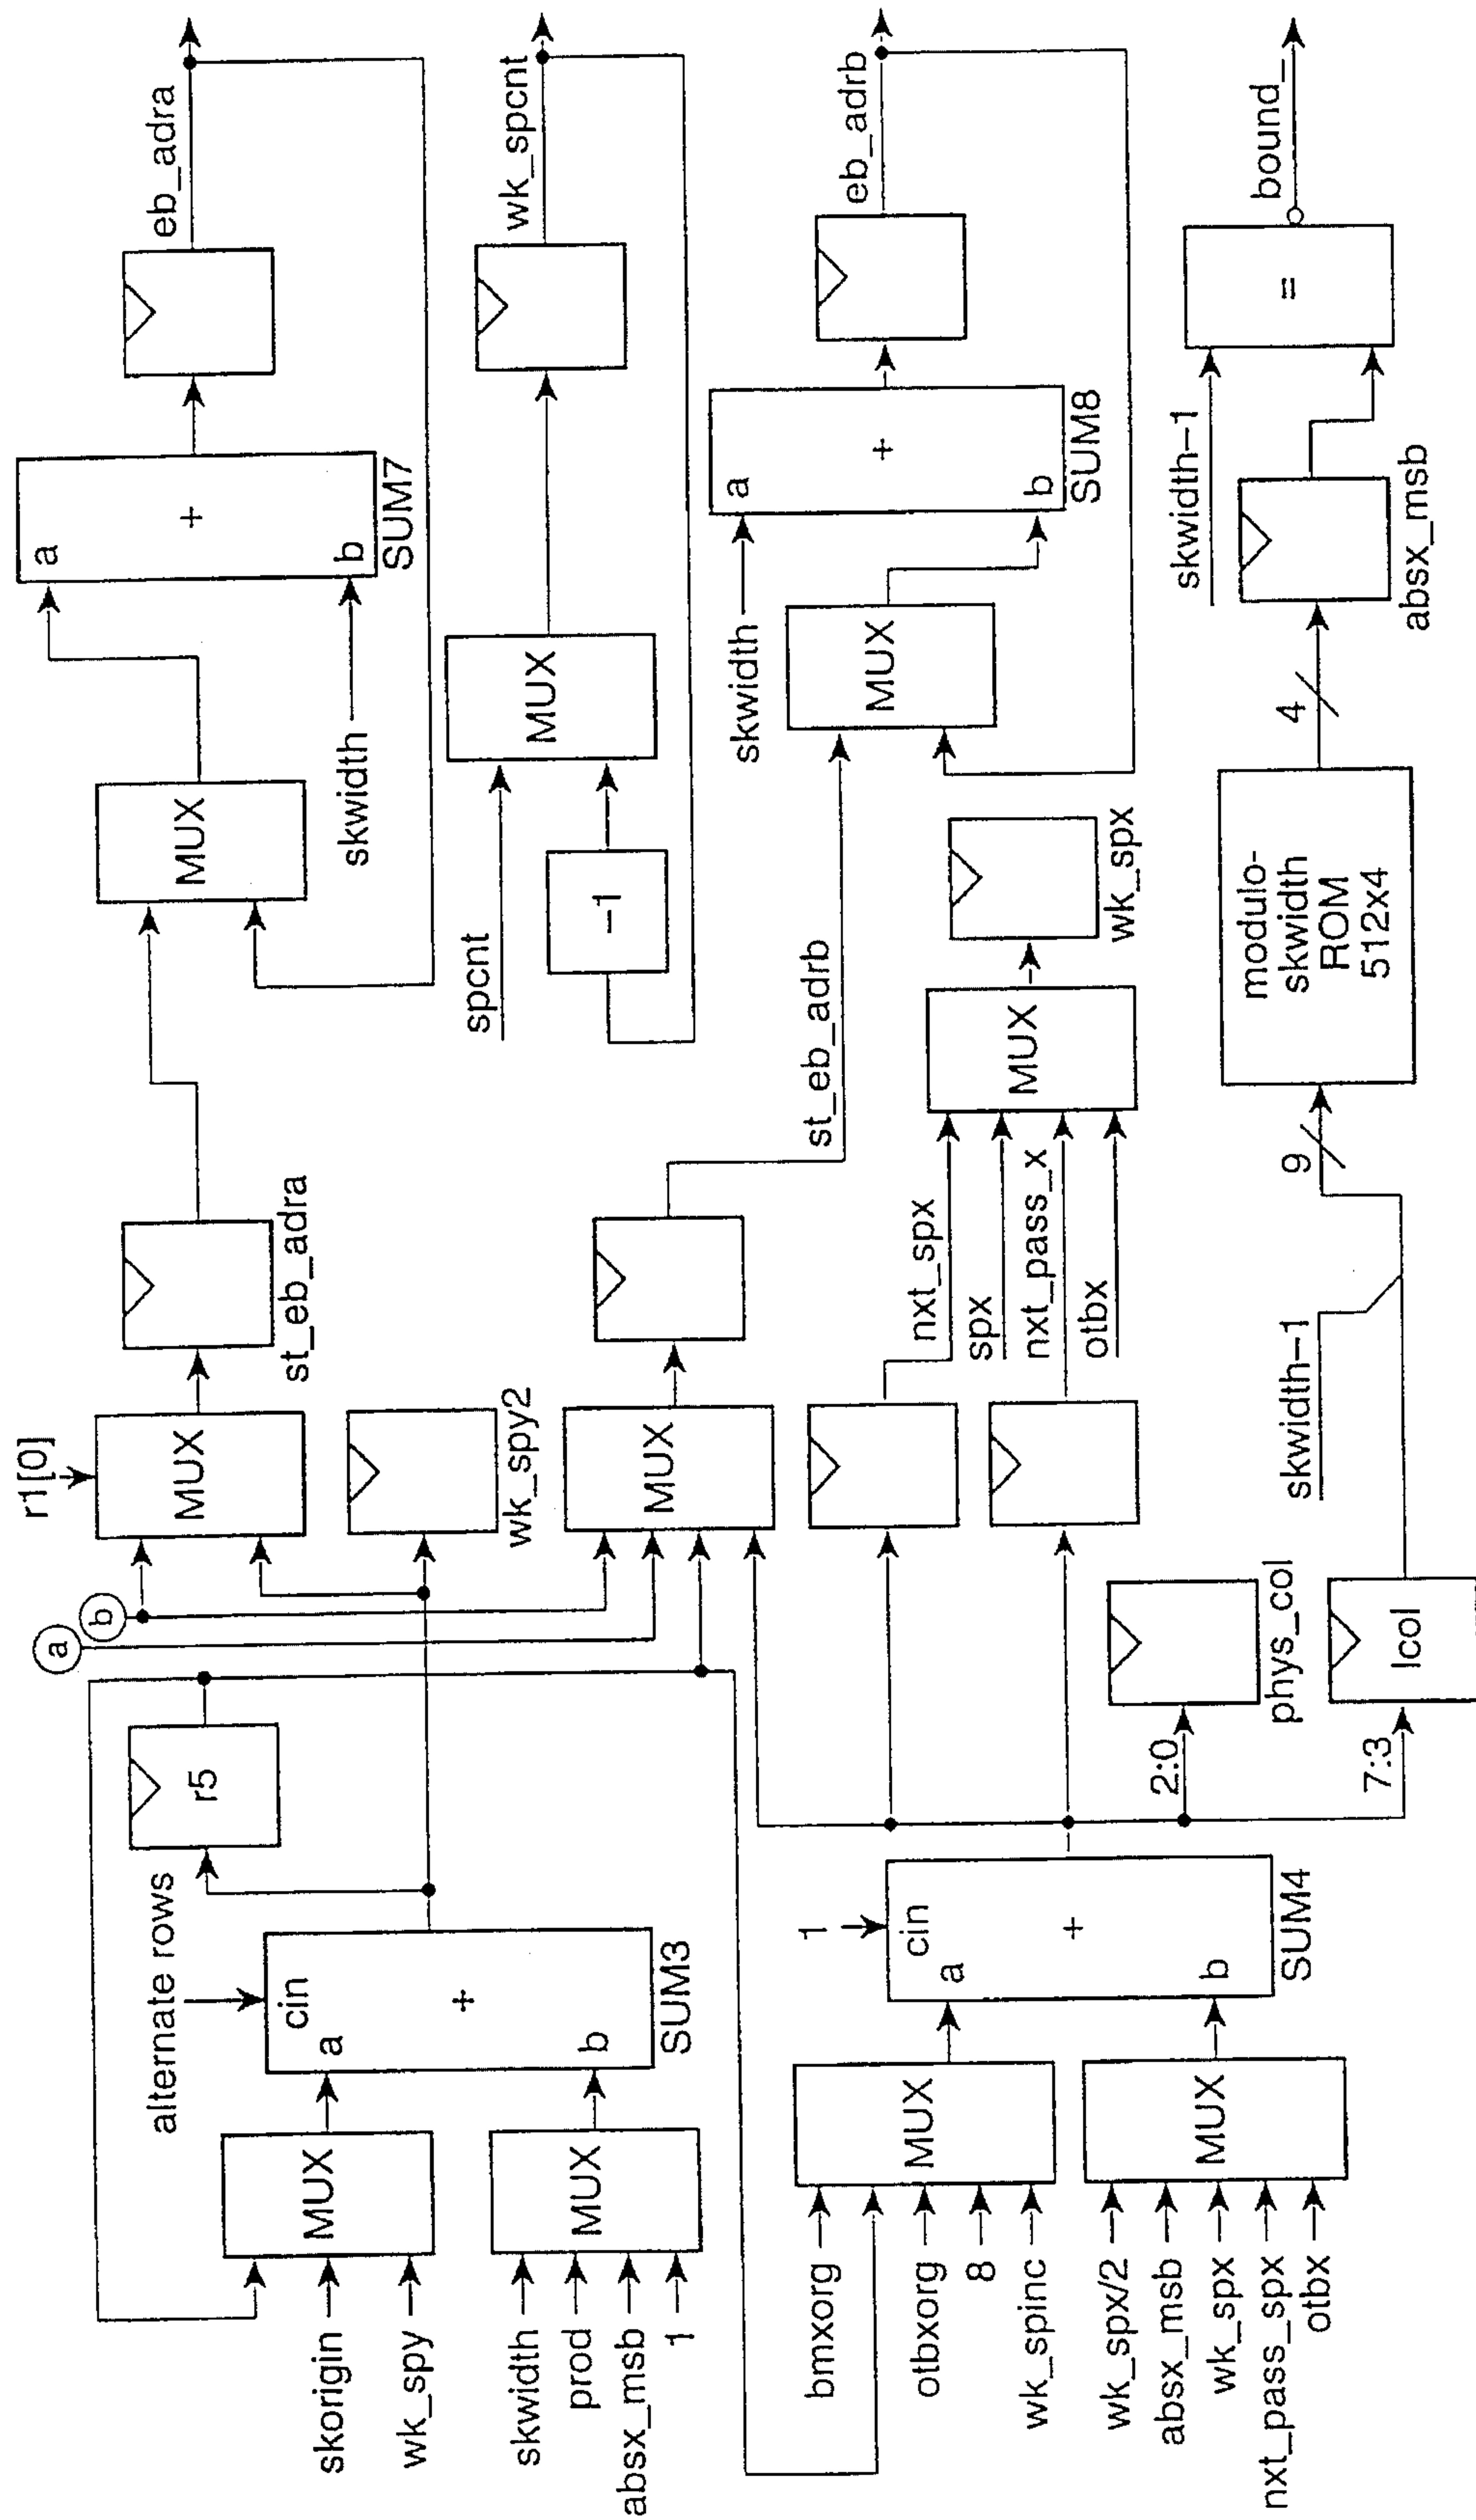 skorigin
wk_spy
skwidth
prod
absx_msb
1
MUX
MUX
alternate rows
cin
a
+
b
SUM3
r5
a
b
r1[0]
MUX
wk_spy2
MUX
st_eb_adra
MUX
skwidth
a
+
b
SUM7
eb_adra
spcnt
-1
MUX
wk_spcnt
st_eb_adrb
skwidth
MUX
a
+
b
SUM8
eb_adrb
bmxorg
otbxorg
8
wk_spinc
wk_spx/2
absx_msb
wk_spx
nxt_pass_spx
otbx
MUX
MUX
1
cin
a
+
b
SUM4
2:0
phys_col
7:3
lcol
nxt_spx
spx
nxt_pass_x
otbx
MUX
wk_spx
skwidth-1
9
modulo-
skwidth
ROM
512x4
4
absx_msb
skwidth-1
=
bound_